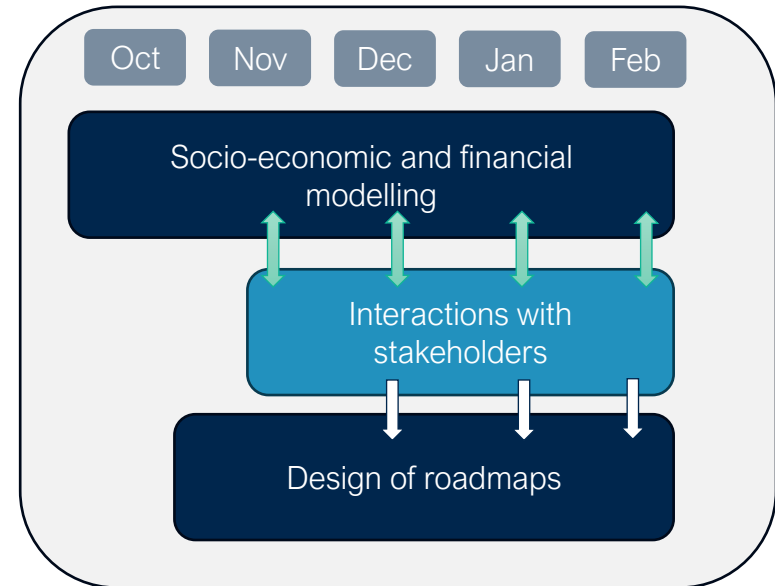 Oct Nov Dec Jan Feb
Socio-economic and financial
modelling
Interactions with
stakeholders
Design of roadmaps